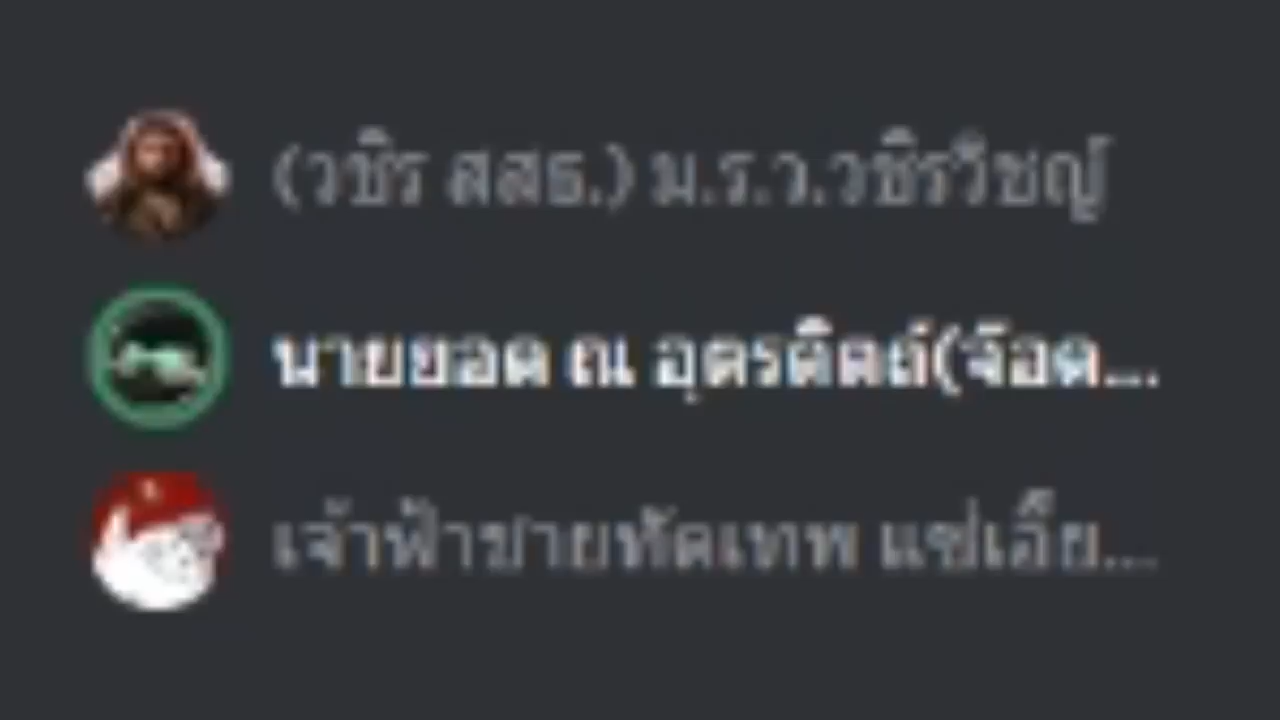 (วชิร สสธ.) ม.ร.ว.วชิรวิชญ์
นายยอด ณ อุตรดิตถ์(จ๊อด...
เจ้าฟ้าชายทัดเทพ แซ่เอี๊ย...